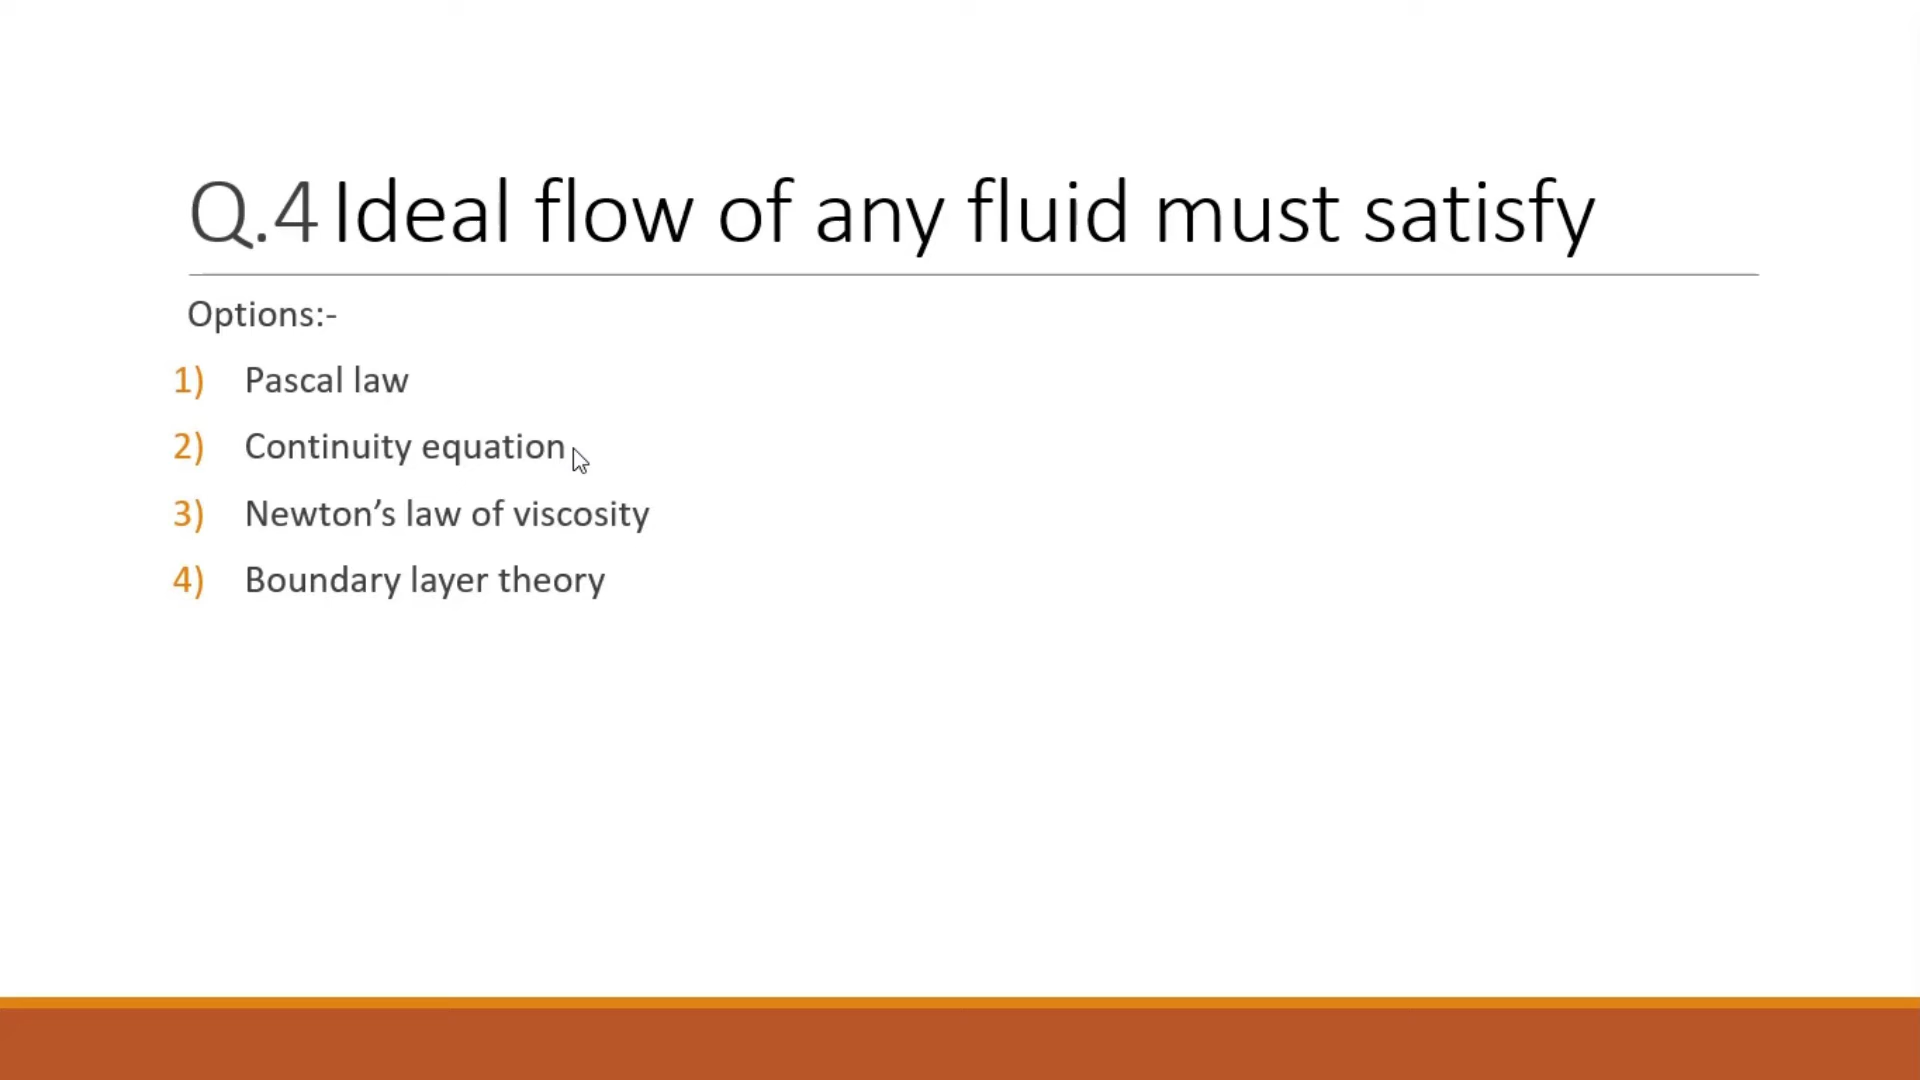 Q.4 Ideal flow of any fluid must satisfy
Options:-
1) Pascal law
2) Continuity equation
3) Newton’s law of viscosity
4) Boundary layer theory